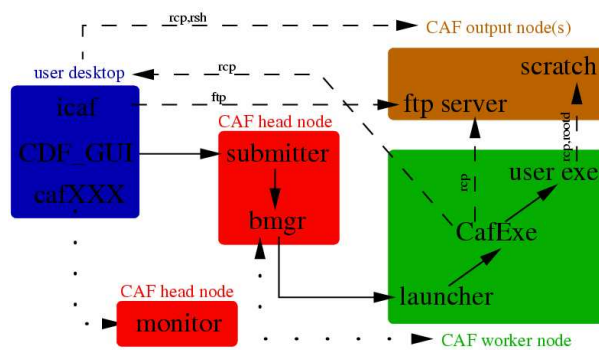 rcp,rsh
CAF output node(s)
user desktop
rcp
scratch
icaf
ftp
ftp server
CAF head node
rcp,rootd
CDF_GUI
submitter
rcp
user exe
cafXXX
bmgr
CafExe
CAF head node
launcher
monitor
CAF worker node